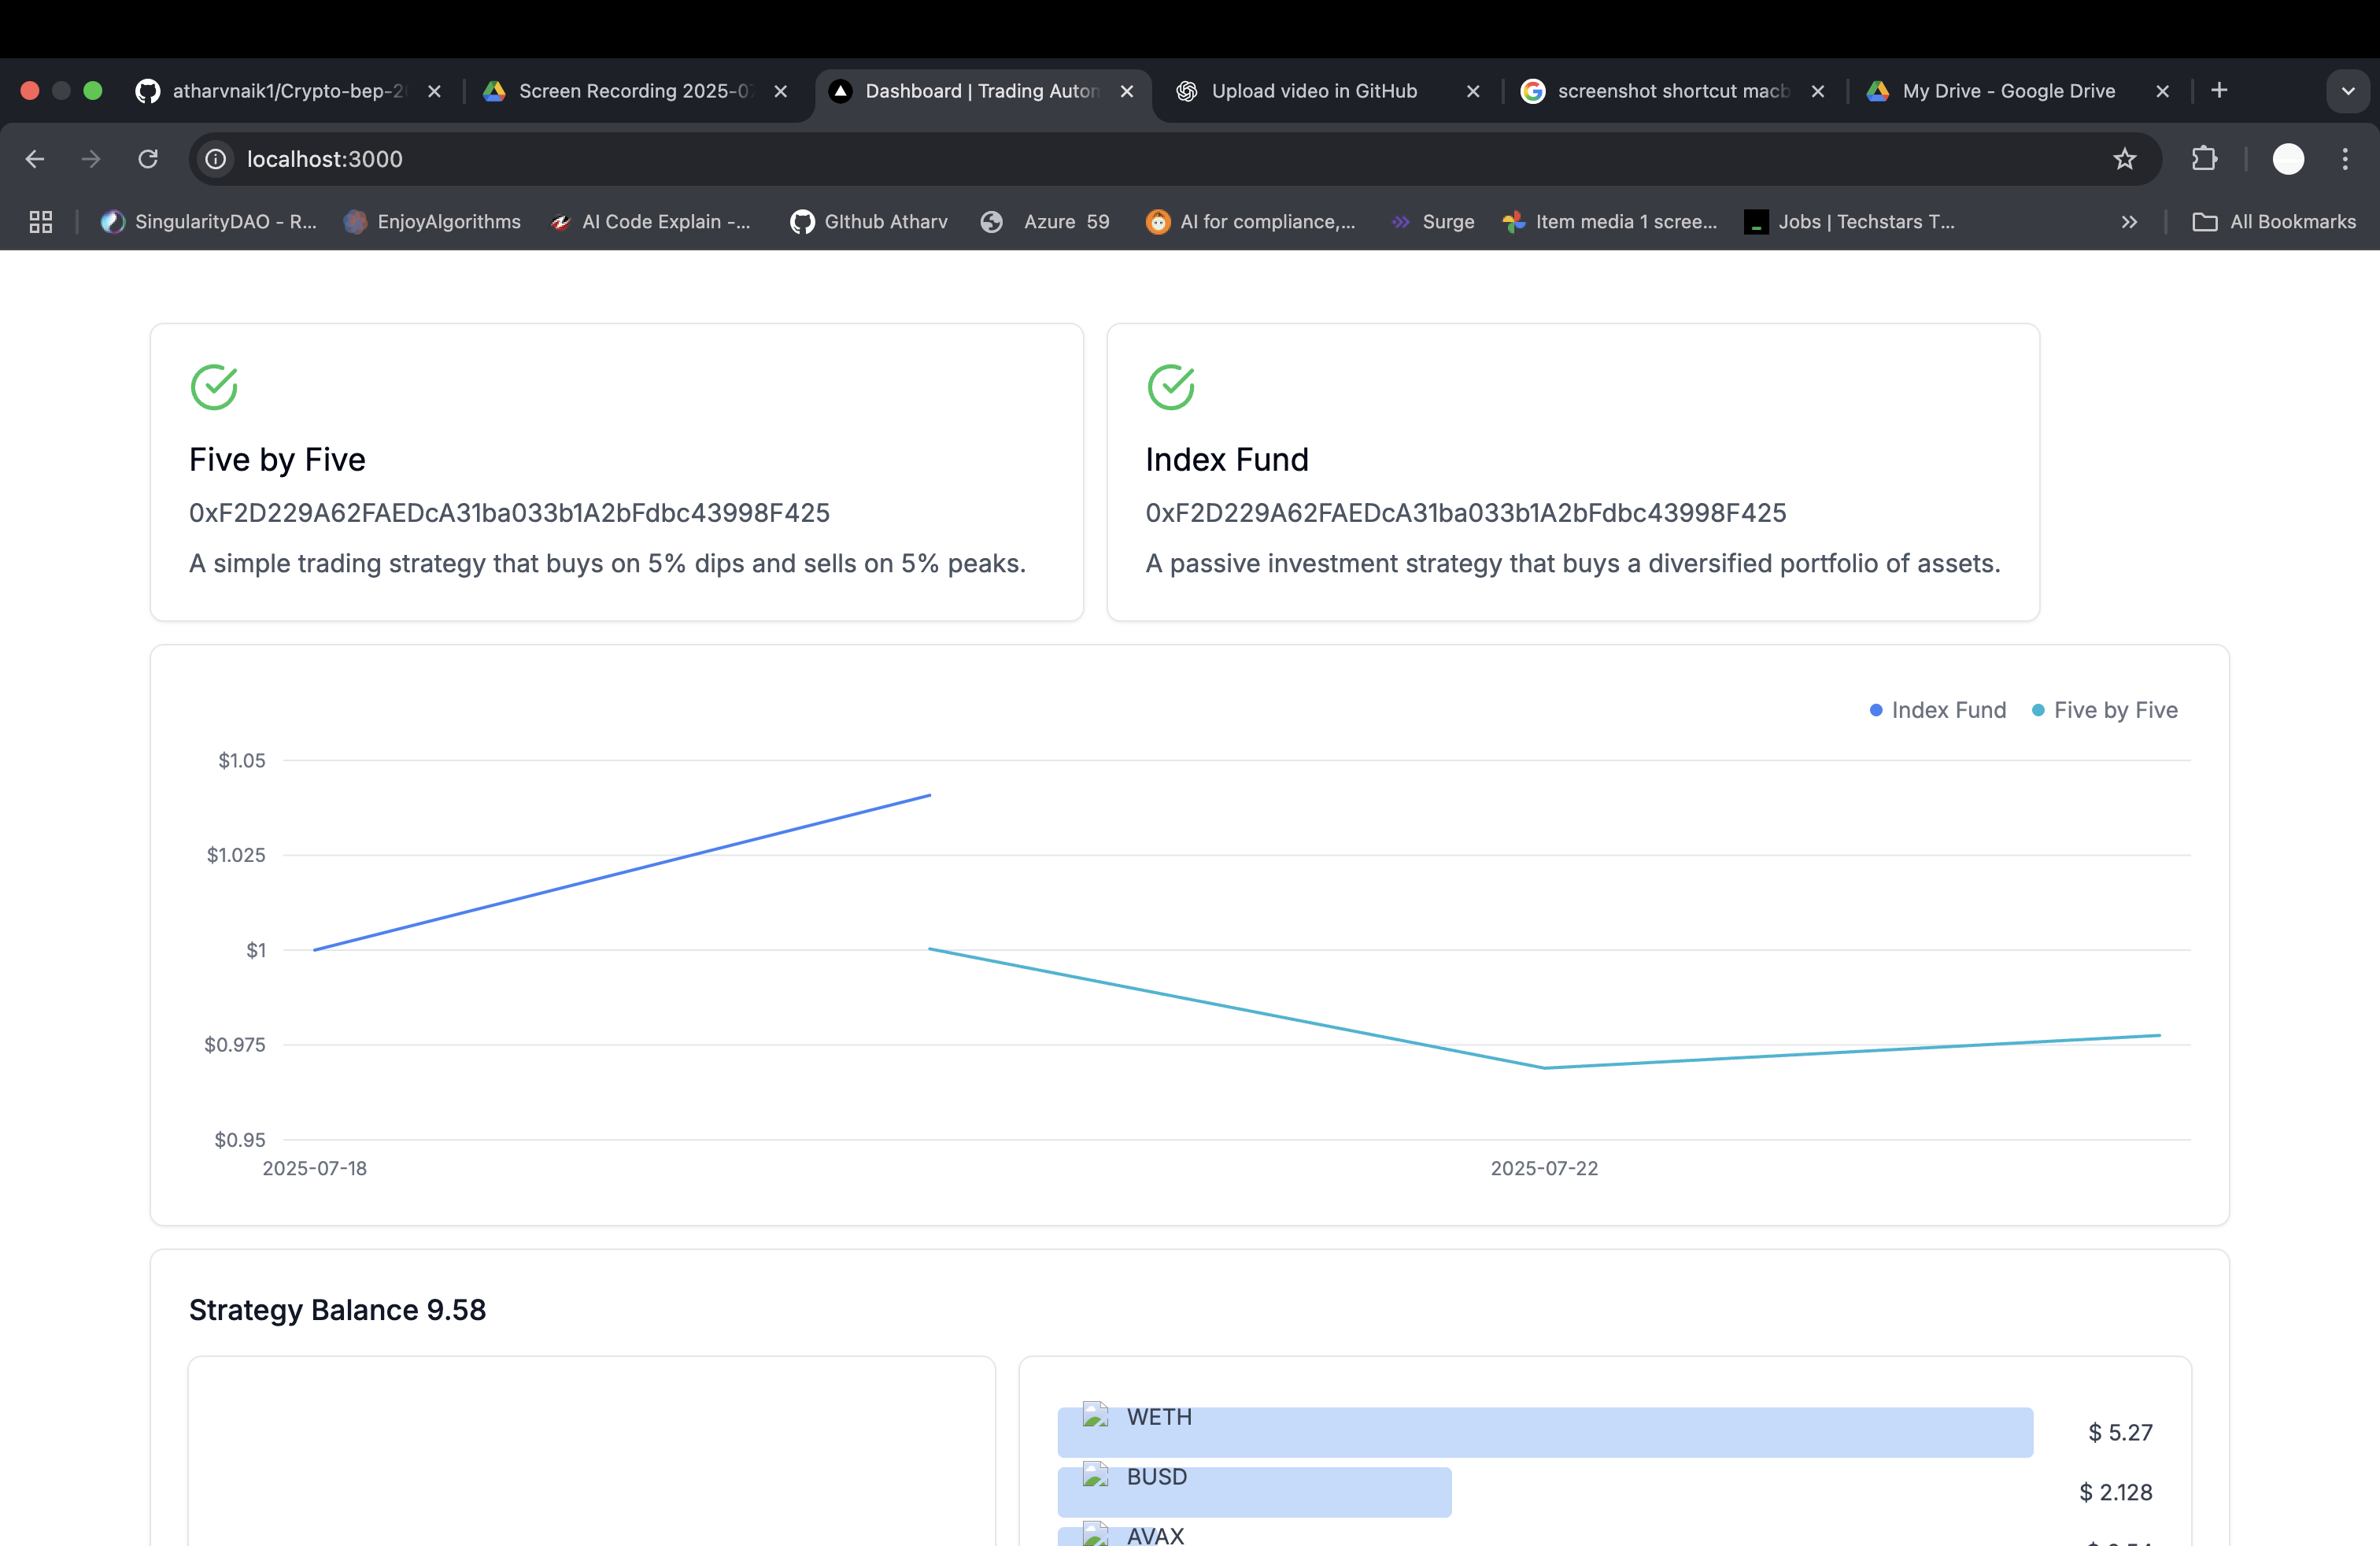 atharvnaik1/Crypto-bep-2
Screen Recording 2025-07
Dashboard | Trading Autom
Upload video in GitHub
screenshot shortcut macb
My Drive - Google Drive
localhost:3000
SingularityDAO - R...
EnjoyAlgorithms
AI Code Explain -...
GIthub Atharv
Azure 59
AI for compliance,...
Surge
Item media 1 scree...
Jobs | Techstars T...
All Bookmarks
Five by Five
0xF2D229A62FAEDcA31ba033b1A2bFdbc43998F425
A simple trading strategy that buys on 5% dips and sells on 5% peaks.
Index Fund
0xF2D229A62FAEDcA31ba033b1A2bFdbc43998F425
A passive investment strategy that buys a diversified portfolio of assets.
Index Fund
Five by Five
$1.05
$1.025
$1
$0.975
$0.95
2025-07-18
2025-07-22
Strategy Balance 9.58
WETH
$ 5.27
BUSD
$ 2.128
AVAX